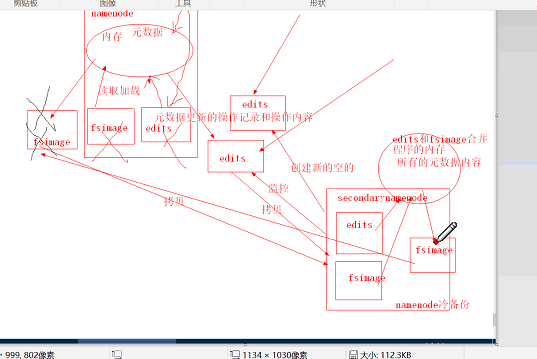 剪贴板 图像 工具 形状
namenode
内存 元数据
读取加载
fsimage
fsimage
edits
元数据更新的操作记录和操作内容
edits
edits
创建新的空的
监控
拷贝
拷贝
edits和fsimage合并
程序的内存
所有的元数据内容
secondarynamenode
edits
fsimage
fsimage
namenode冷备份
999, 802像素
1134 × 1030像素
大小: 112.3KB